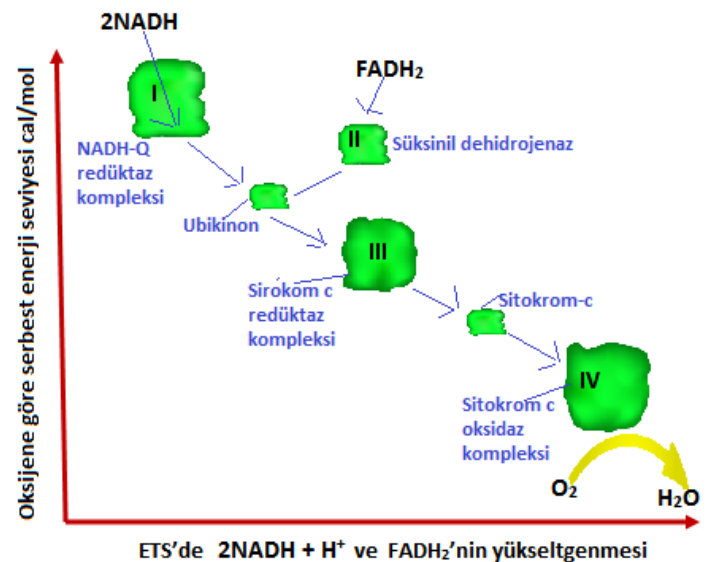 2NADH
I
FADH₂
II
Süksinil dehidrojenaz
NADH-Q
redüktaz
kompleksi
Ubikinon
III
Sirokom c
redüktaz
kompleksi
Sitokrom-c
IV
Sitokrom c
oksidaz
kompleksi
O₂
H₂O
Oksijene göre serbest enerji seviyesi cal/mol
ETS'de 2NADH + H⁺ ve FADH₂'nin yükseltgenmesi